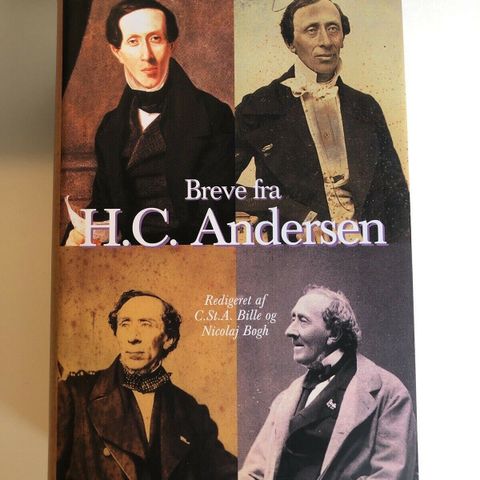 Breve fra
H.C. Andersen
Redigeret af
C.St.A. Bille og
Nicolaj Bøgh